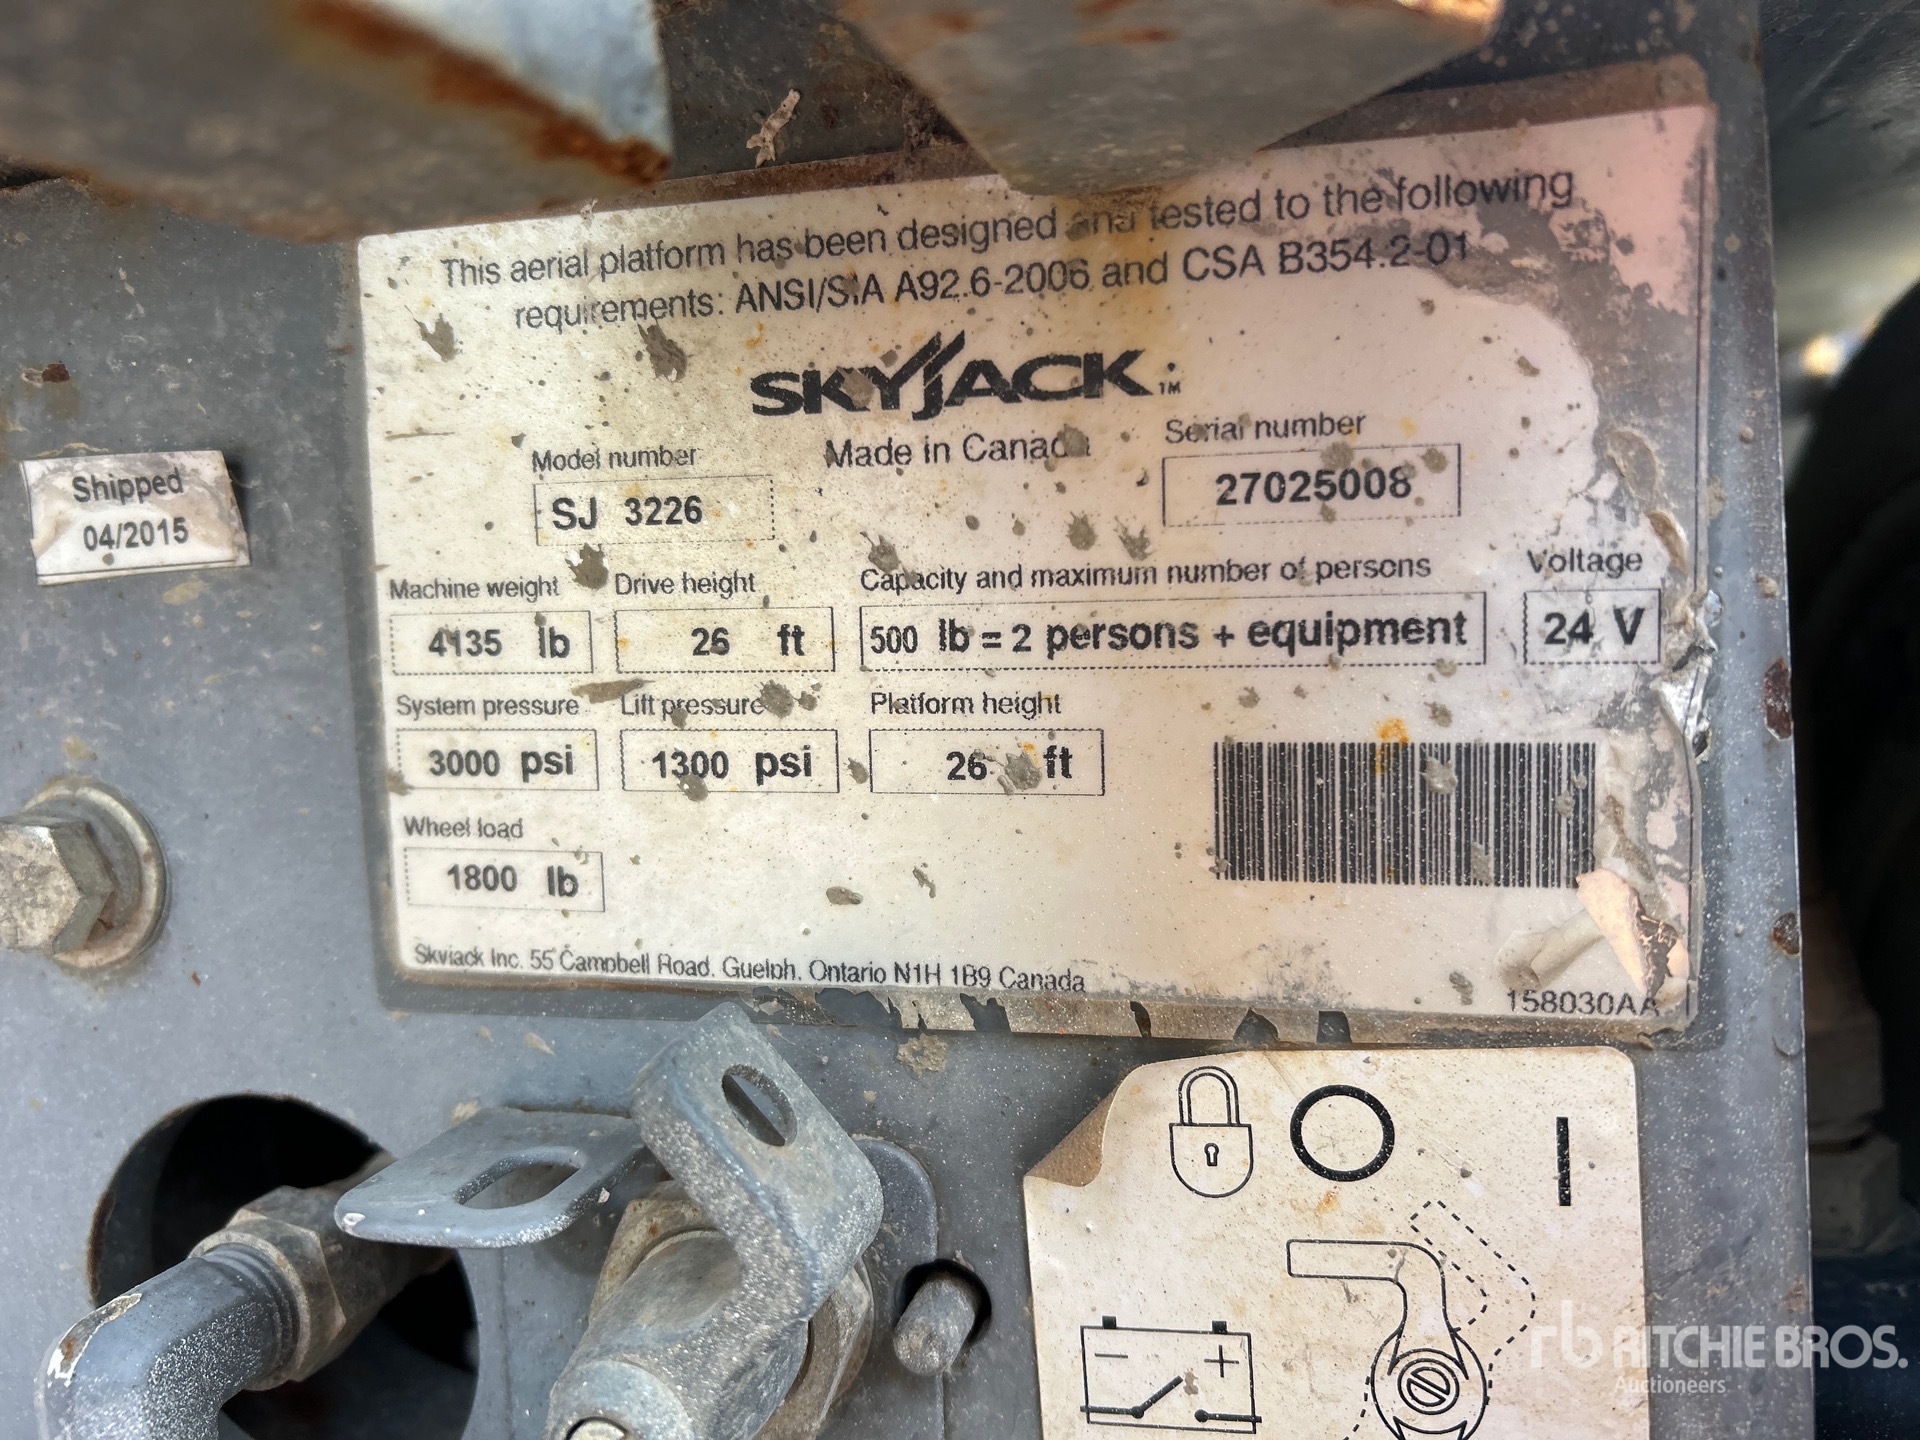 This aerial platform has been designed and tested to the following
requirements: ANSI/SIA A92.6-2006 and CSA B354.2-01
SKYJACK TM
Made in Canada
Model number
SJ 3226
Serial number
27025008
Shipped
04/2015
Machine weight
4135 lb
Drive height
26 ft
Capacity and maximum number of persons
500 lb = 2 persons + equipment
Voltage
24 V
System pressure
3000 psi
Lift pressure
1300 psi
Platform height
26 ft
Wheel load
1800 lb
Skyjack Inc. 55 Campbell Road, Guelph, Ontario N1H 1B9 Canada
158030AA
rb RITCHIE BROS.
Auctioneers